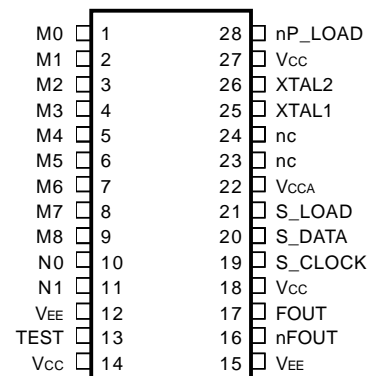 M0 1 28 nP_LOAD
M1 2 27 VCC
M2 3 26 XTAL2
M3 4 25 XTAL1
M4 5 24 nc
M5 6 23 nc
M6 7 22 VCCA
M7 8 21 S_LOAD
M8 9 20 S_DATA
N0 10 19 S_CLOCK
N1 11 18 VCC
VEE 12 17 FOUT
TEST 13 16 nFOUT
VCC 14 15 VEE